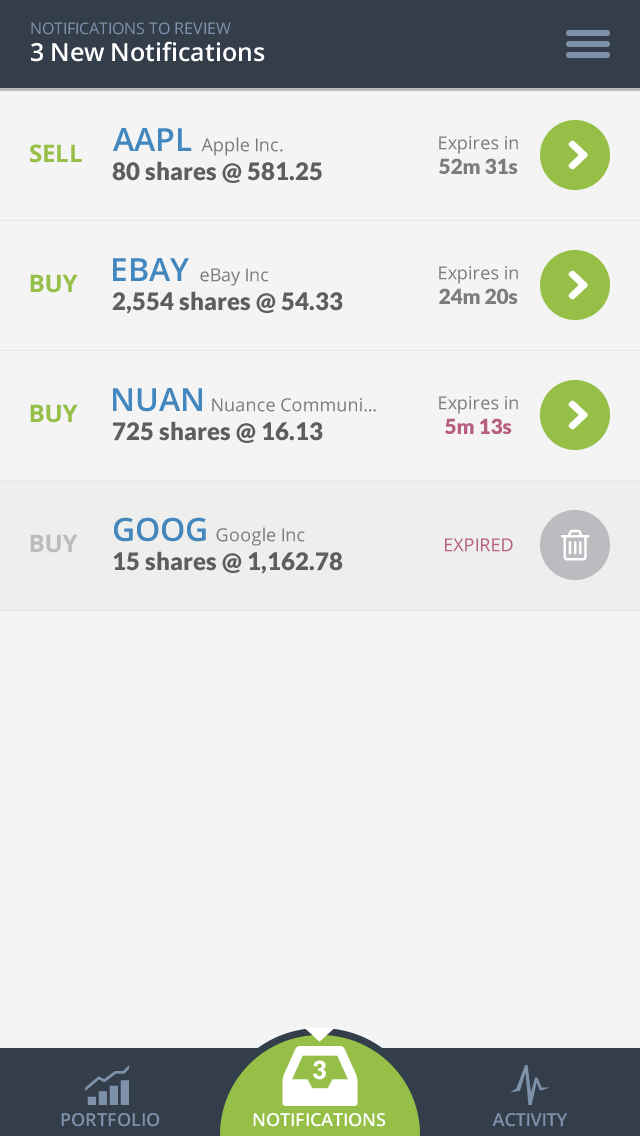 NOTIFICATIONS TO REVIEW
3 New Notifications
SELL AAPL Apple Inc. Expires in
80 shares @ 581.25 52m 31s
BUY EBAY eBay Inc Expires in
2,554 shares @ 54.33 24m 20s
BUY NUAN Nuance Communi... Expires in
725 shares @ 16.13 5m 13s
BUY GOOG Google Inc EXPIRED
15 shares @ 1,162.78
3
PORTFOLIO NOTIFICATIONS ACTIVITY